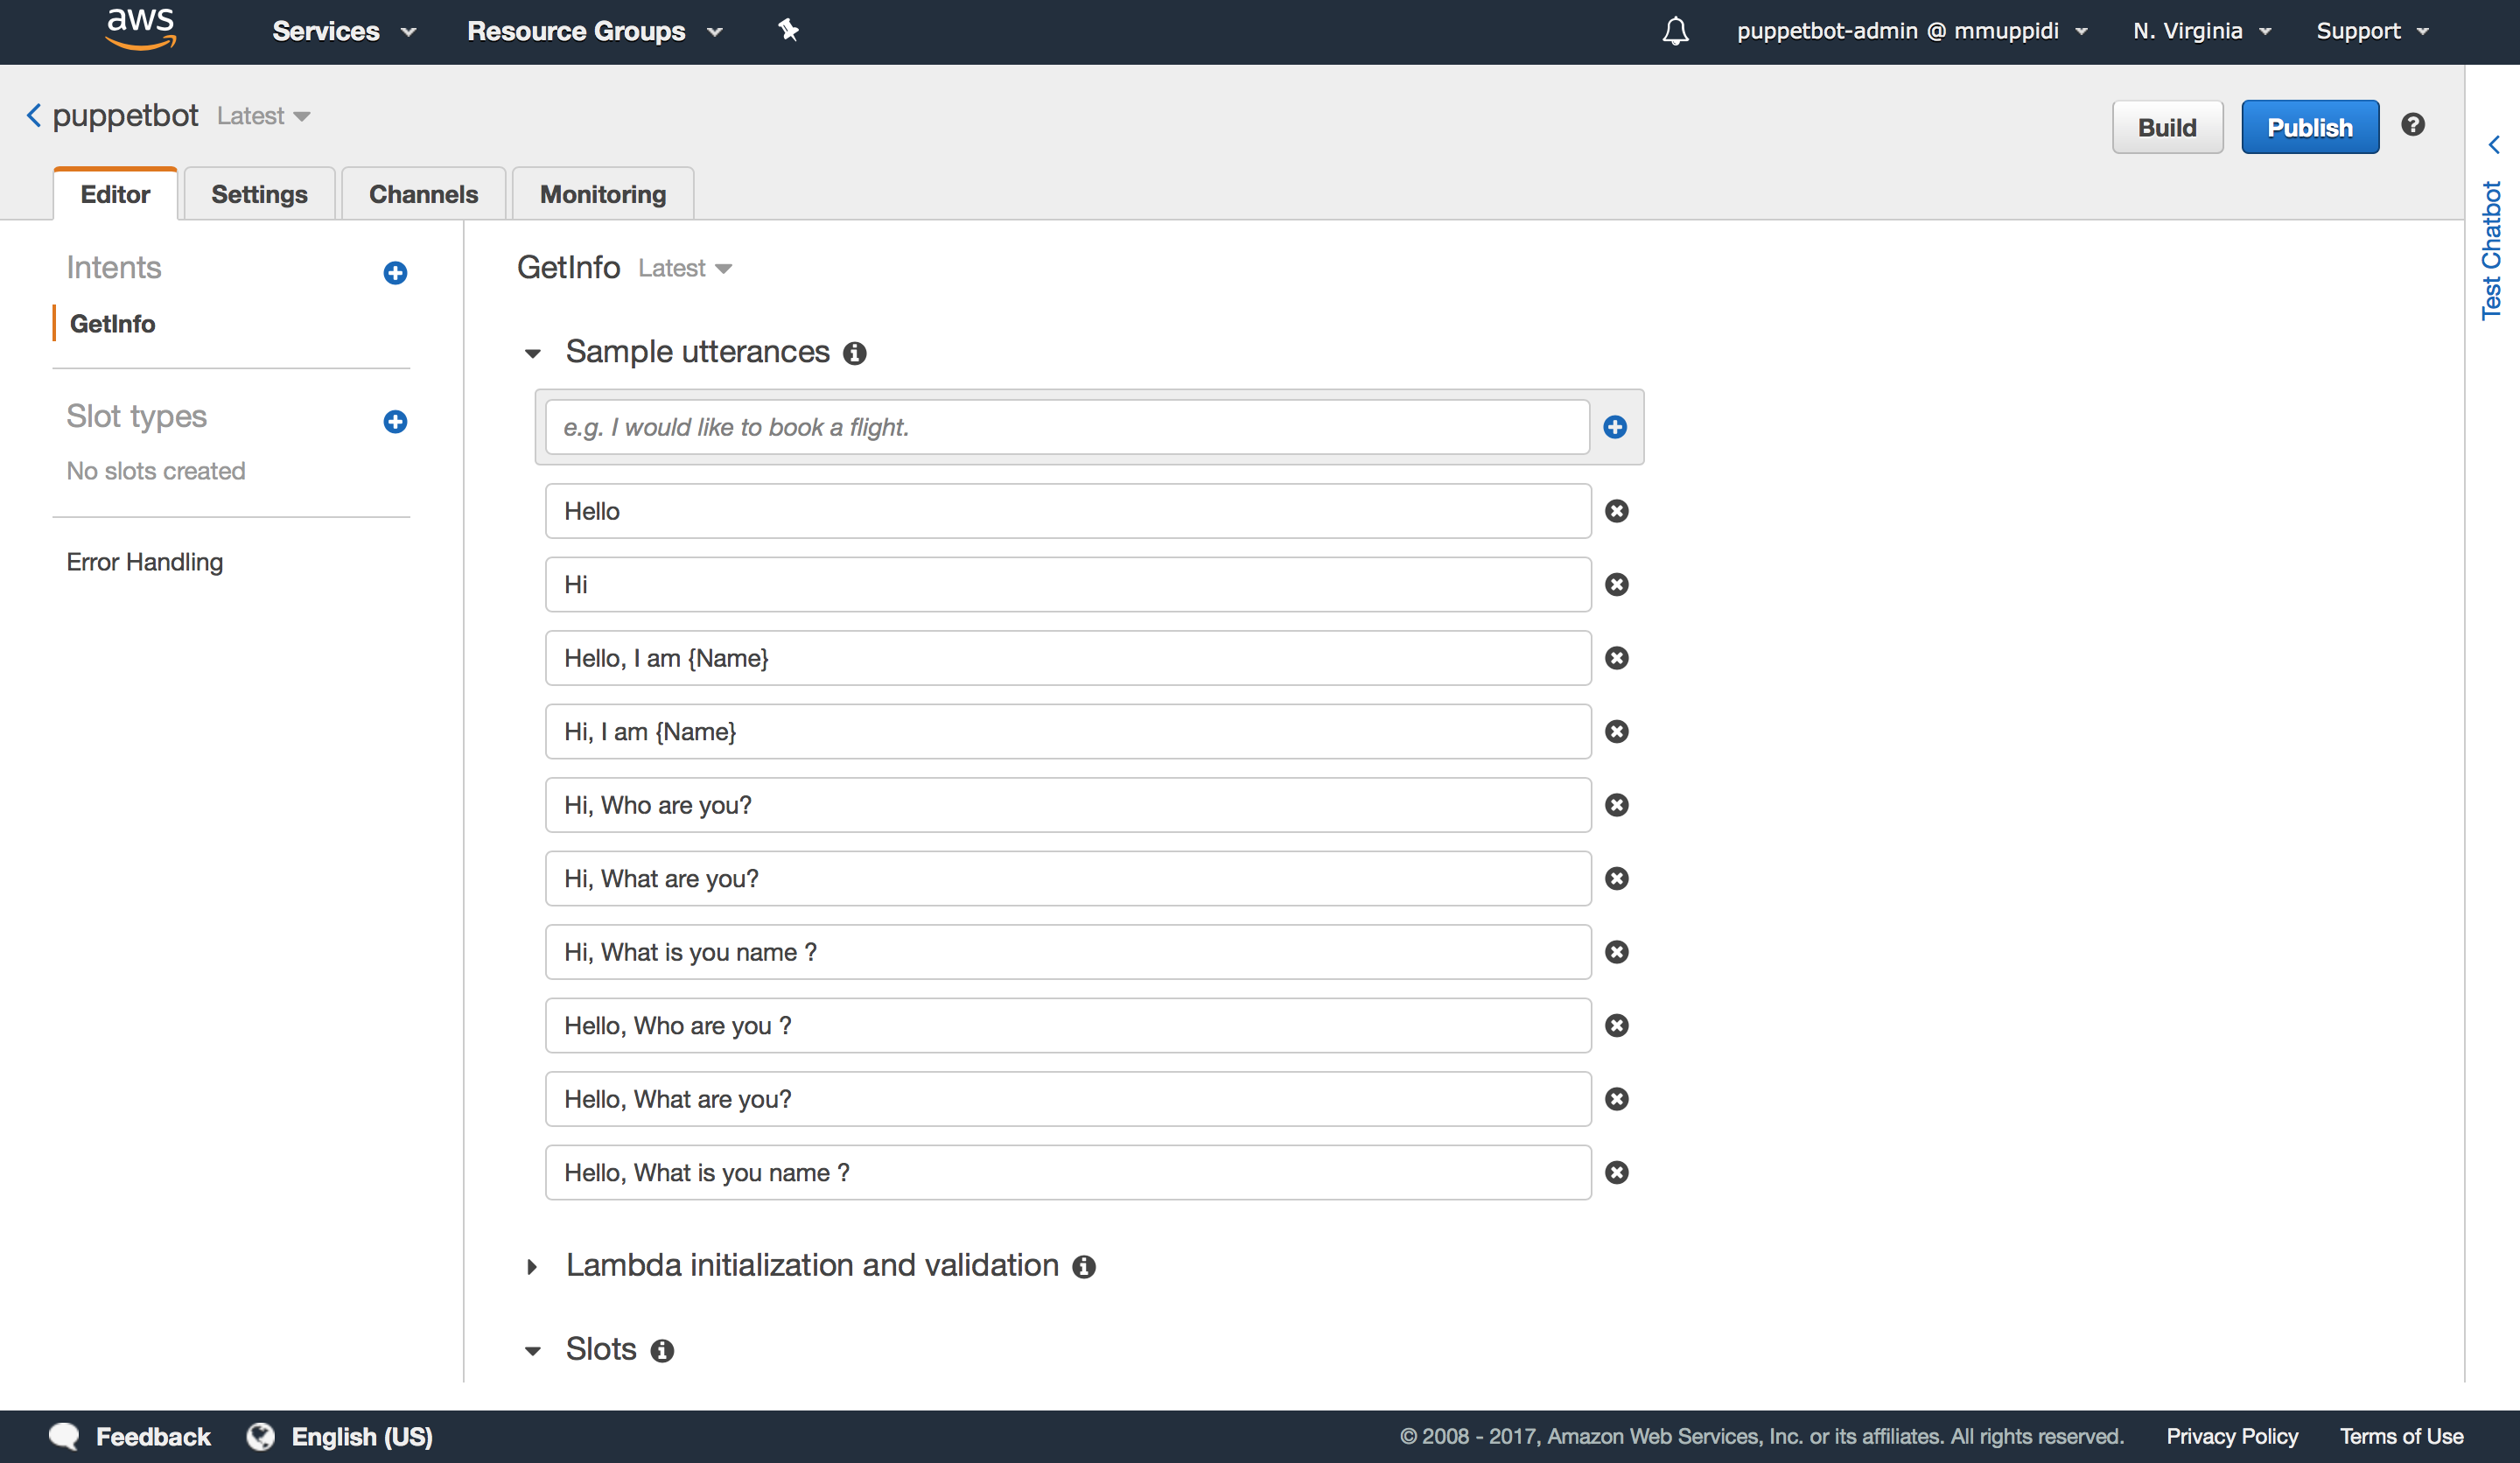 aws Services Resource Groups puppetbot-admin @ mmuppidi N. Virginia Support
puppetbot Latest
Build Publish
Test Chatbot
Editor Settings Channels Monitoring
Intents
GetInfo
Slot types
No slots created
Error Handling
GetInfo Latest
Sample utterances
e.g. I would like to book a flight.
Hello
Hi
Hello, I am {Name}
Hi, I am {Name}
Hi, Who are you?
Hi, What are you?
Hi, What is you name ?
Hello, Who are you ?
Hello, What are you?
Hello, What is you name ?
Lambda initialization and validation
Slots
Feedback English (US) © 2008 - 2017, Amazon Web Services, Inc. or its affiliates. All rights reserved. Privacy Policy Terms of Use